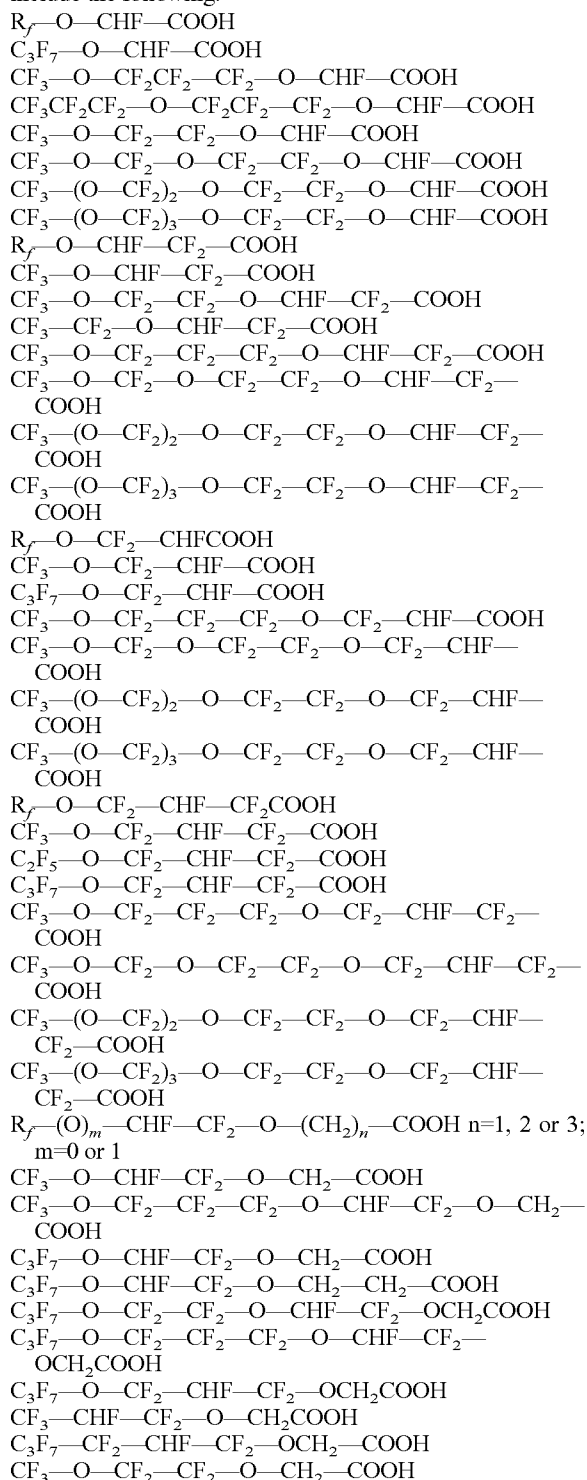 R_f—O—CHF—COOH
C₃F₇—O—CHF—COOH
CF₃—O—CF₂CF₂—CF₂—O—CHF—COOH
CF₃CF₂CF₂—O—CF₂CF₂—CF₂—O—CHF—COOH
CF₃—O—CF₂—CF₂—O—CHF—COOH
CF₃—O—CF₂—O—CF₂—CF₂—O—CHF—COOH
CF₃—(O—CF₂)₂—O—CF₂—CF₂—O—CHF—COOH
CF₃—(O—CF₂)₃—O—CF₂—CF₂—O—CHF—COOH
R_f—O—CHF—CF₂—COOH
CF₃—O—CHF—CF₂—COOH
CF₃—O—CF₂—CF₂—O—CHF—CF₂—COOH
CF₃—CF₂—O—CHF—CF₂—COOH
CF₃—O—CF₂—CF₂—CF₂—O—CHF—CF₂—COOH
CF₃—O—CF₂—O—CF₂—CF₂—O—CHF—CF₂—
COOH
CF₃—(O—CF₂)₂—O—CF₂—CF₂—O—CHF—CF₂—
COOH
CF₃—(O—CF₂)₃—O—CF₂—CF₂—O—CHF—CF₂—
COOH
R_f—O—CF₂—CHFCOOH
CF₃—O—CF₂—CHF—COOH
C₃F₇—O—CF₂—CHF—COOH
CF₃—O—CF₂—CF₂—CF₂—O—CF₂—CHF—COOH
CF₃—O—CF₂—O—CF₂—CF₂—O—CF₂—CHF—
COOH
CF₃—(O—CF₂)₂—O—CF₂—CF₂—O—CF₂—CHF—
COOH
CF₃—(O—CF₂)₃—O—CF₂—CF₂—O—CF₂—CHF—
COOH
R_f—O—CF₂—CHF—CF₂COOH
CF₃—O—CF₂—CHF—CF₂—COOH
C₂F₅—O—CF₂—CHF—CF₂—COOH
C₃F₇—O—CF₂—CHF—CF₂—COOH
CF₃—O—CF₂—CF₂—CF₂—O—CF₂—CHF—CF₂—
COOH
CF₃—O—CF₂—O—CF₂—CF₂—O—CF₂—CHF—CF₂—
COOH
CF₃—(O—CF₂)₂—O—CF₂—CF₂—O—CF₂—CHF—
CF₂—COOH
CF₃—(O—CF₂)₃—O—CF₂—CF₂—O—CF₂—CHF—
CF₂—COOH
R_f—(O)ₘ—CHF—CF₂—O—(CH₂)ₙ—COOH n=1, 2 or 3;
m=0 or 1
CF₃—O—CHF—CF₂—O—CH₂—COOH
CF₃—O—CF₂—CF₂—CF₂—O—CHF—CF₂—O—CH₂—
COOH
C₃F₇—O—CHF—CF₂—O—CH₂—COOH
C₃F₇—O—CHF—CF₂—O—CH₂—CH₂—COOH
C₃F₇—O—CF₂—CF₂—O—CHF—CF₂—OCH₂COOH
C₃F₇—O—CF₂—CF₂—CF₂—O—CHF—CF₂—
OCH₂COOH
C₃F₇—O—CF₂—CHF—CF₂—OCH₂COOH
CF₃—CHF—CF₂—O—CH₂COOH
C₃F₇—CF₂—CHF—CF₂—OCH₂—COOH
CF₃—O—CF₂—CF₂—O—CH₂—COOH